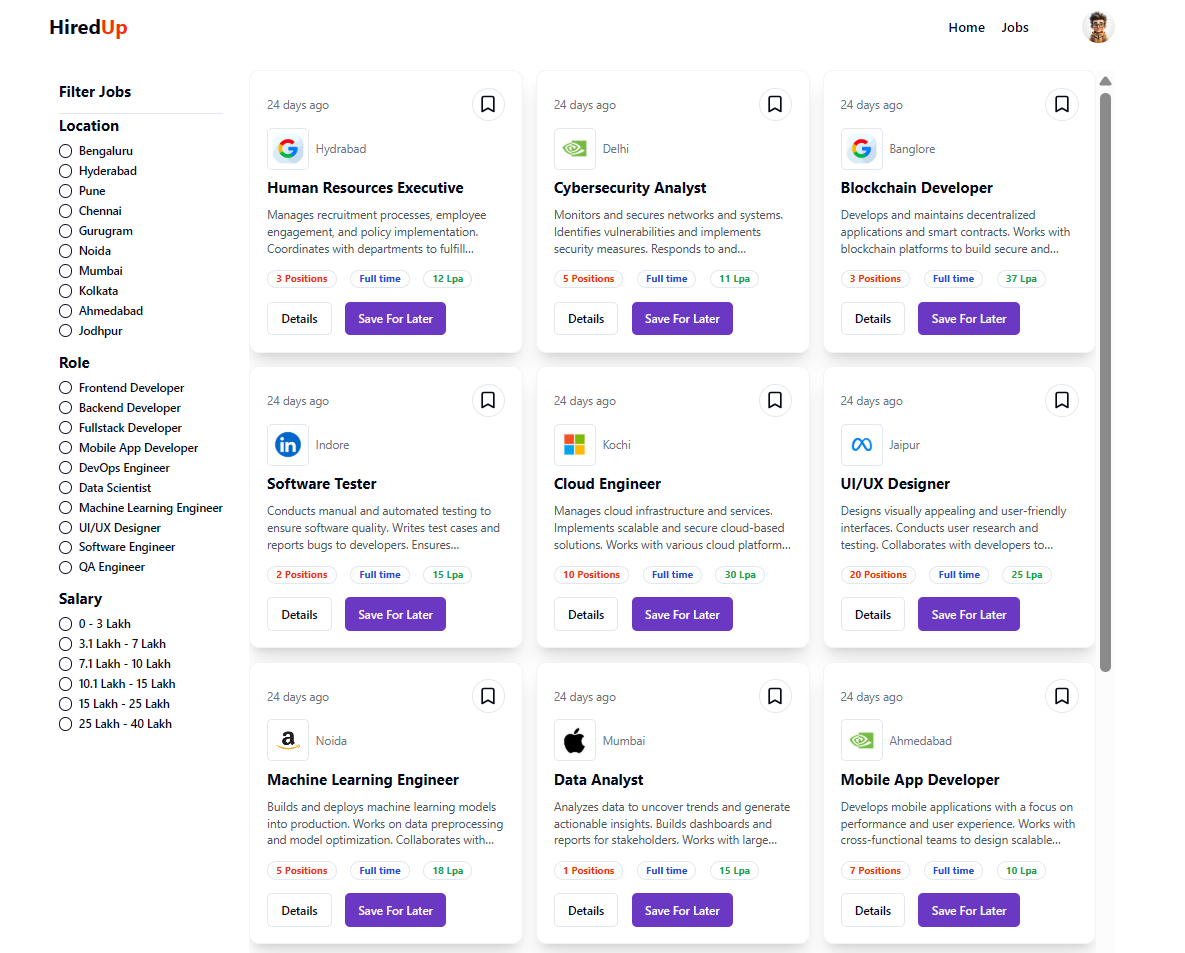 HiredUp
Home
Jobs
Filter Jobs
Location
Bengaluru
Hyderabad
Pune
Chennai
Gurugram
Noida
Mumbai
Kolkata
Ahmedabad
Jodhpur
Role
Frontend Developer
Backend Developer
Fullstack Developer
Mobile App Developer
DevOps Engineer
Data Scientist
Machine Learning Engineer
UI/UX Designer
Software Engineer
QA Engineer
Salary
0 - 3 Lakh
3.1 Lakh - 7 Lakh
7.1 Lakh - 10 Lakh
10.1 Lakh - 15 Lakh
15 Lakh - 25 Lakh
25 Lakh - 40 Lakh
24 days ago
Hydrabad
Human Resources Executive
Manages recruitment processes, employee
engagement, and policy implementation.
Coordinates with departments to fulfill...
3 Positions
Full time
12 Lpa
Details
Save For Later
24 days ago
Delhi
Cybersecurity Analyst
Monitors and secures networks and systems.
Identifies vulnerabilities and implements
security measures. Responds to and...
5 Positions
Full time
11 Lpa
Details
Save For Later
24 days ago
Banglore
Blockchain Developer
Develops and maintains decentralized
applications and smart contracts. Works with
blockchain platforms to build secure and...
3 Positions
Full time
37 Lpa
Details
Save For Later
24 days ago
in
Indore
Software Tester
Conducts manual and automated testing to
ensure software quality. Writes test cases and
reports bugs to developers. Ensures...
2 Positions
Full time
15 Lpa
Details
Save For Later
24 days ago
Kochi
Cloud Engineer
Manages cloud infrastructure and services.
Implements scalable and secure cloud-based
solutions. Works with various cloud platform...
10 Positions
Full time
30 Lpa
Details
Save For Later
24 days ago
Jaipur
UI/UX Designer
Designs visually appealing and user-friendly
interfaces. Conducts user research and
testing. Collaborates with developers to...
20 Positions
Full time
25 Lpa
Details
Save For Later
24 days ago
a
Noida
Machine Learning Engineer
Builds and deploys machine learning models
into production. Works on data preprocessing
and model optimization. Collaborates with...
5 Positions
Full time
18 Lpa
Details
Save For Later
24 days ago
Mumbai
Data Analyst
Analyzes data to uncover trends and generate
actionable insights. Builds dashboards and
reports for stakeholders. Works with large...
1 Positions
Full time
15 Lpa
Details
Save For Later
24 days ago
Ahmedabad
Mobile App Developer
Develops mobile applications with a focus on
performance and user experience. Works with
cross-functional teams to design scalable...
7 Positions
Full time
10 Lpa
Details
Save For Later